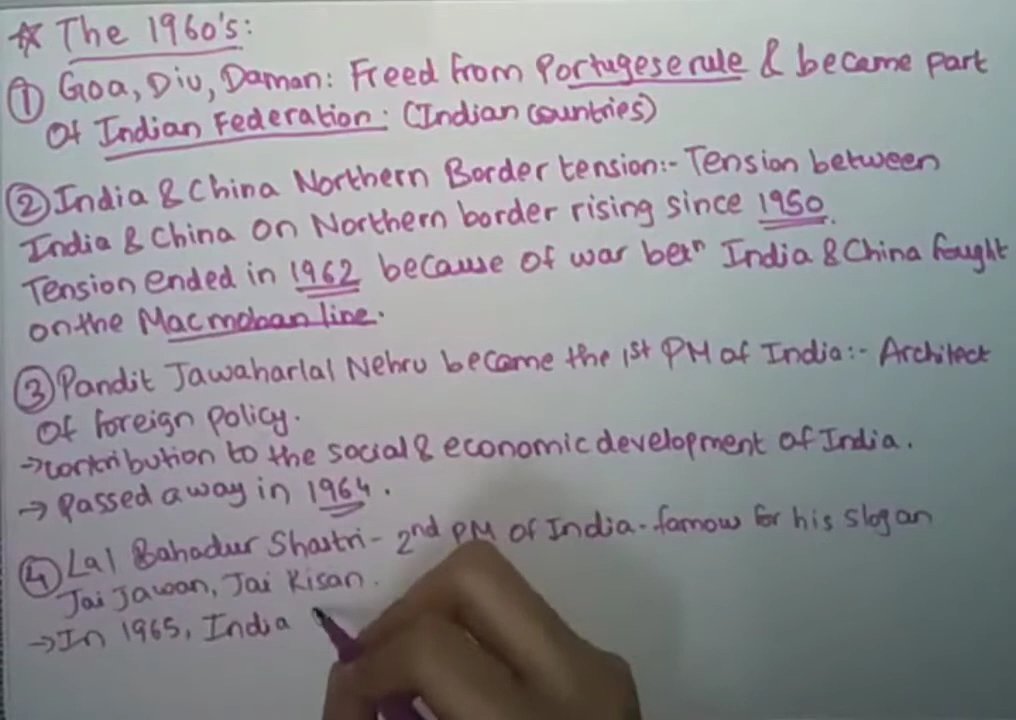 ☆ The 1960's:
① Goa, Diu, Daman: Freed from Portugese rule & became part
Of Indian Federation: (Indian Countries)
② India & China Northern Border tension:- Tension between
India & China on Northern border rising since 1950.
Tension ended in 1962 because of war betn India & China fought
on the Macmohan line.
③ Pandit Jawaharlal Nehru became the 1st PM of India:- Architect
Of foreign policy.
→ contribution to the social & economic development of India.
→ Passed away in 1964.
④ Lal Bahadur Shastri - 2nd PM of India - famow for his slogan
Jai Jawan, Jai Kisan.
→ In 1965, India